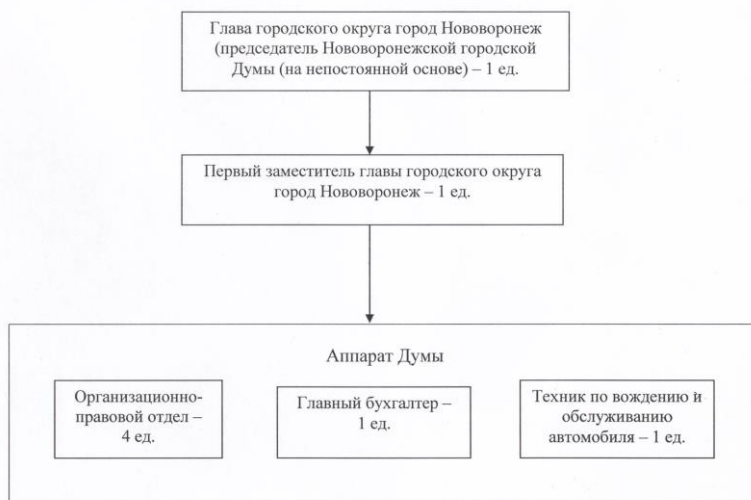 Глава городского округа город Нововоронеж
(председатель Нововоронежской городской
Думы (на непостоянной основе) – 1 ед.
Первый заместитель главы городского округа
город Нововоронеж – 1 ед.
Аппарат Думы
Организационно-
правовой отдел –
4 ед.
Главный бухгалтер –
1 ед.
Техник по вождению и
обслуживанию
автомобиля – 1 ед.